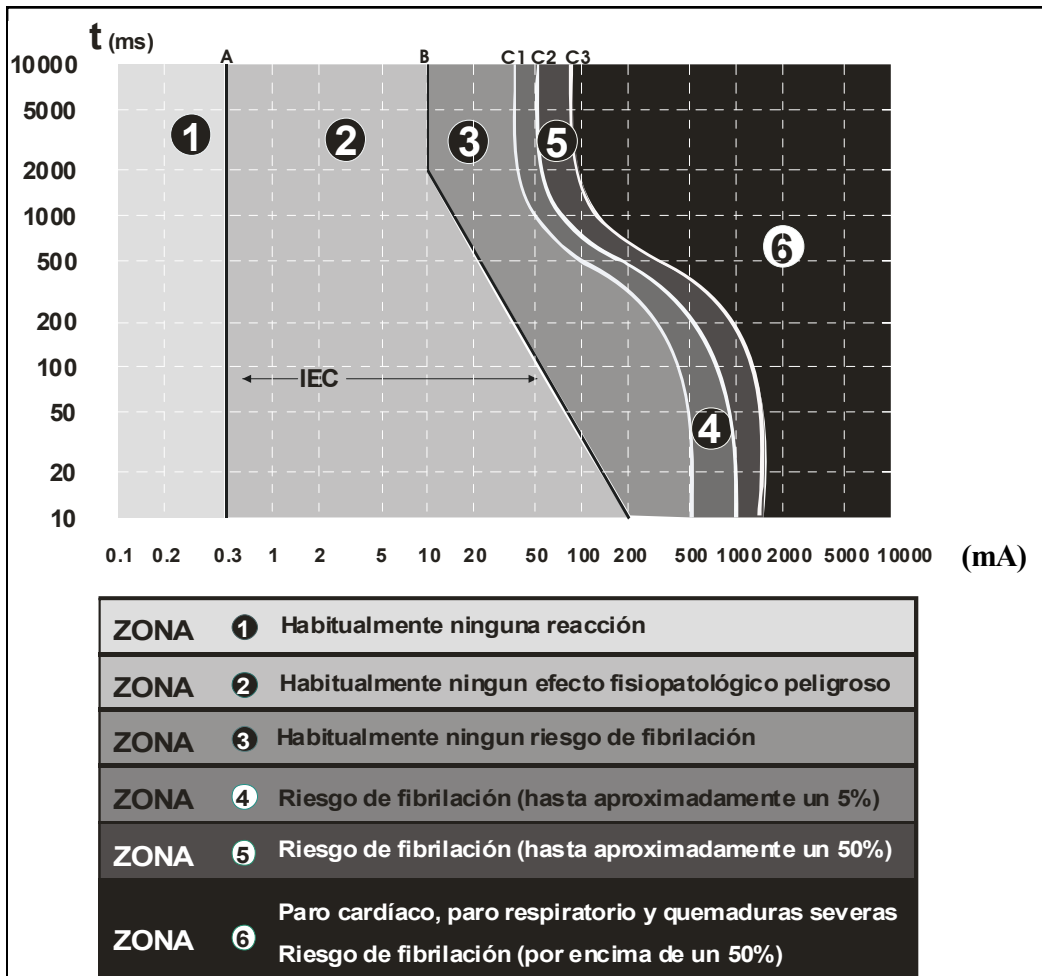 t (ms)
A B C1 C2 C3
10000
5000
2000
1000
500
200
100
50
20
10
1
2
3
5
6
4
IEC
0.1 0.2 0.3 1 2 5 10 20 50 100 200 500 1000 2000 5000 10000 (mA)
ZONA 1 Habitualmente ninguna reacción
ZONA 2 Habitualmente ningun efecto fisiopatológico peligroso
ZONA 3 Habitualmente ningun riesgo de fibrilación
ZONA 4 Riesgo de fibrilación (hasta aproximadamente un 5%)
ZONA 5 Riesgo de fibrilación (hasta aproximadamente un 50%)
ZONA 6 Paro cardíaco, paro respiratorio y quemaduras severas
Riesgo de fibrilación (por encima de un 50%)